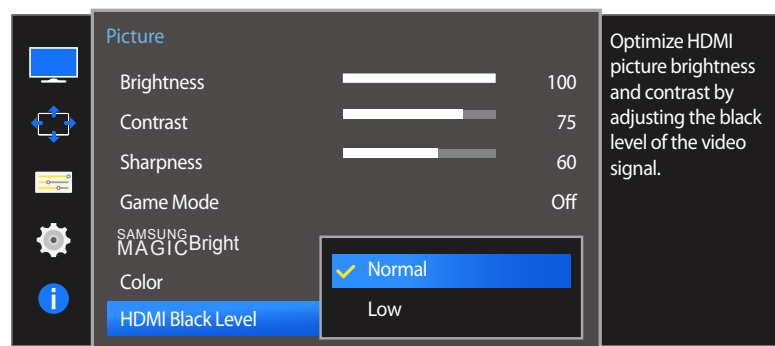 Picture
Brightness 100
Contrast 75
Sharpness 60
Game Mode Off
SAMSUNG
MAGICBright
Color
HDMI Black Level
Normal
Low
Optimize HDMI
picture brightness
and contrast by
adjusting the black
level of the video
signal.